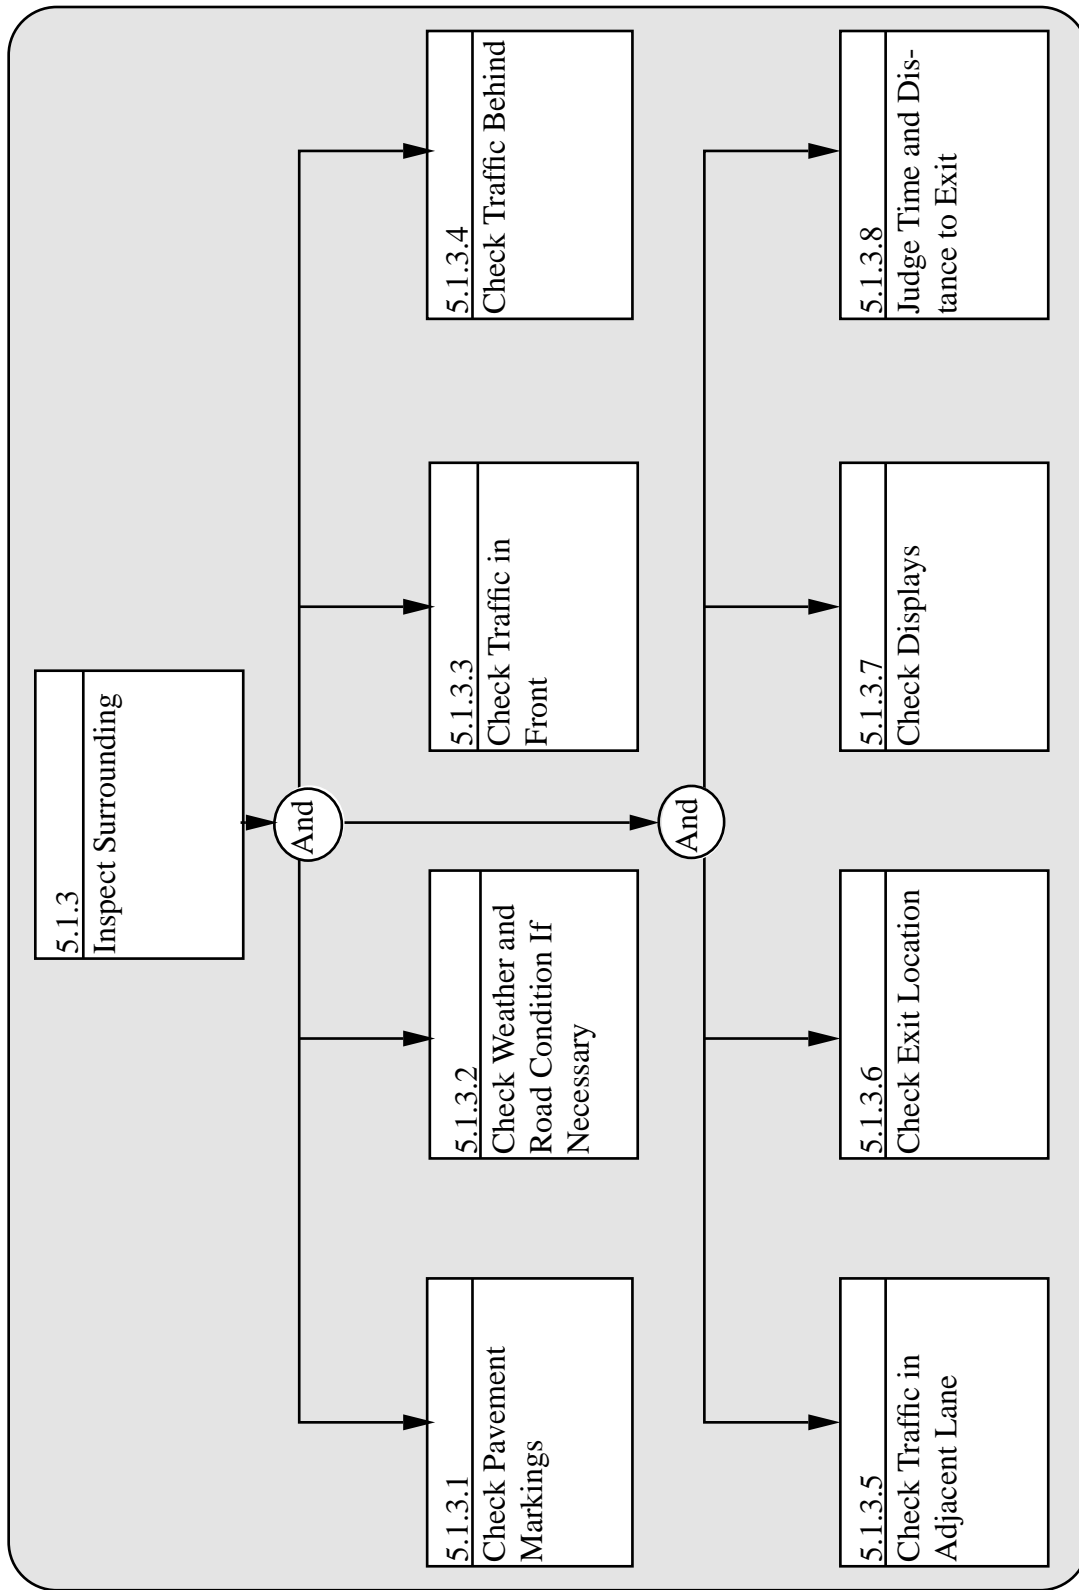 5.1.3
Inspect Surrounding
And
5.1.3.1
Check Pavement
Markings
5.1.3.2
Check Weather and
Road Condition If
Necessary
5.1.3.3
Check Traffic in
Front
5.1.3.4
Check Traffic Behind
And
5.1.3.5
Check Traffic in
Adjacent Lane
5.1.3.6
Check Exit Location
5.1.3.7
Check Displays
5.1.3.8
Judge Time and Dis-
tance to Exit